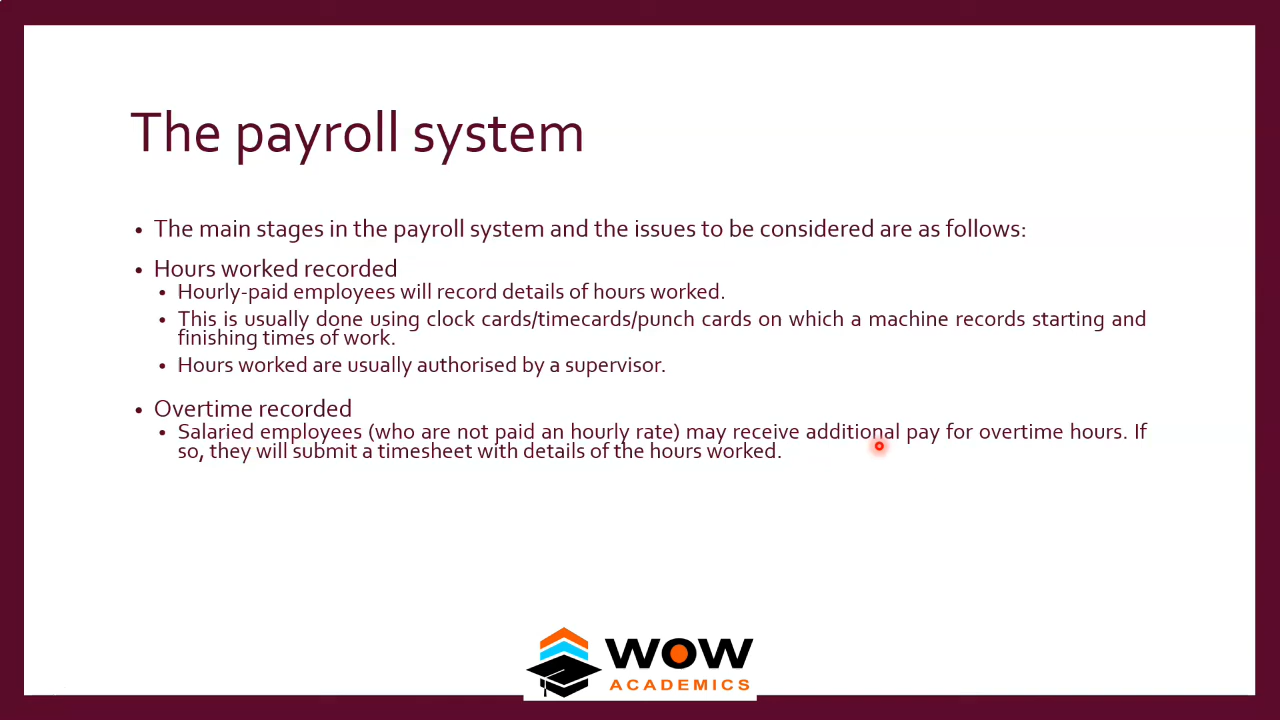 The payroll system
• The main stages in the payroll system and the issues to be considered are as follows:
• Hours worked recorded
• Hourly-paid employees will record details of hours worked.
• This is usually done using clock cards/timecards/punch cards on which a machine records starting and
finishing times of work.
• Hours worked are usually authorised by a supervisor.
• Overtime recorded
• Salaried employees (who are not paid an hourly rate) may receive additional pay for overtime hours. If
so, they will submit a timesheet with details of the hours worked.
WOW
ACADEMICS